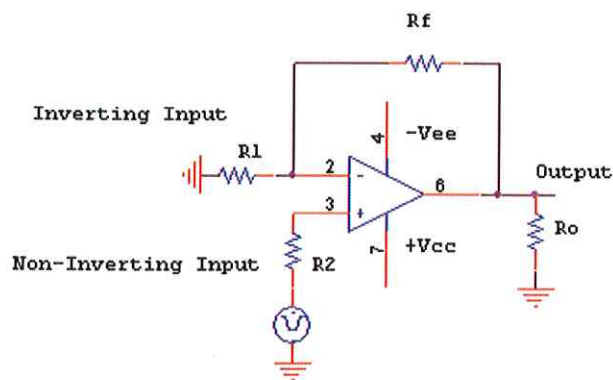 Rf
Inverting Input
4
-Vee
R1
2
-
6
Output
3
+
Ro
Non-Inverting Input
R2
7
+Vcc